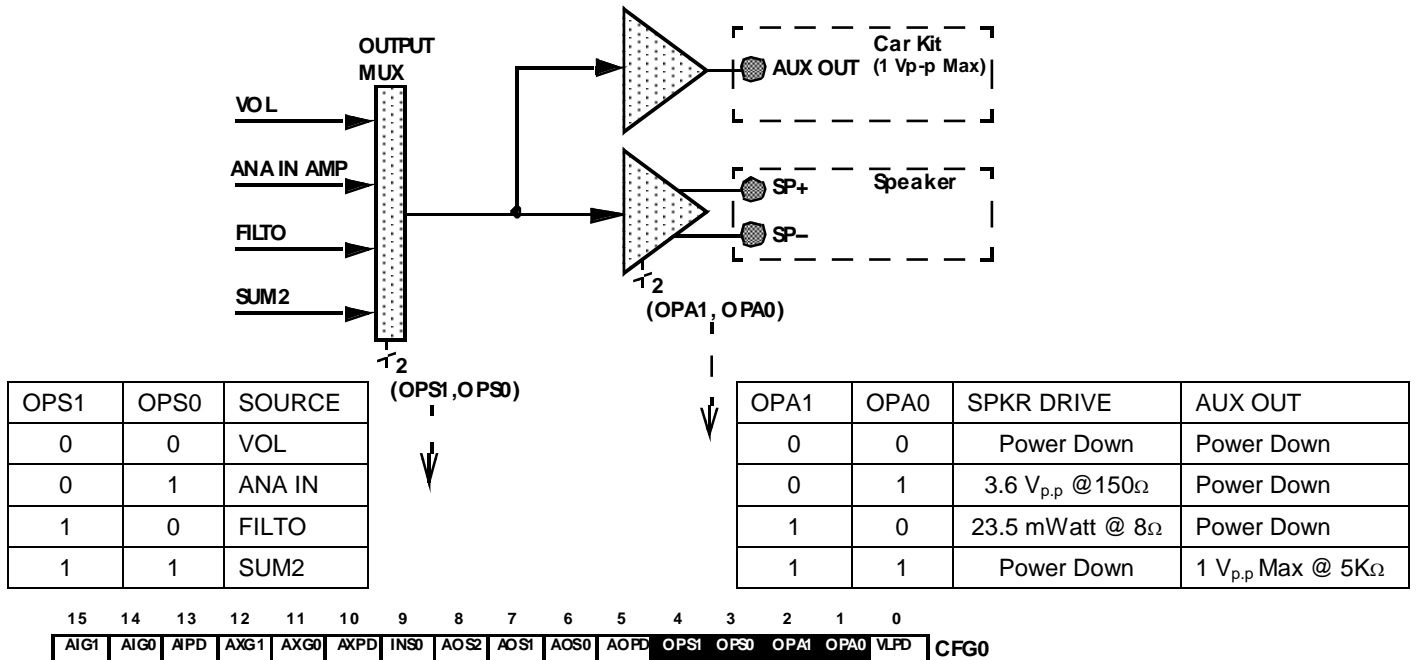 OUTPUT
MUX
VOL
ANA IN AMP
FILTO
SUM2
2
(OPS1,OPS0)
Car Kit
AUX OUT (1 Vp-p Max)
Speaker
SP+
SP–
2
(OPA1, OPA0)
OPS1 OPS0 SOURCE
0 0 VOL
0 1 ANA IN
1 0 FILTO
1 1 SUM2
OPA1 OPA0 SPKR DRIVE AUX OUT
0 0 Power Down Power Down
0 1 3.6 Vp.p @150Ω Power Down
1 0 23.5 mWatt @ 8Ω Power Down
1 1 Power Down 1 Vp.p Max @ 5KΩ
15 14 13 12 11 10 9 8 7 6 5 4 3 2 1 0
AIG1 AIG0 AIPD AXG1 AXG0 AXPD INS0 AOS2 AOS1 AOS0 AOPD OPS1 OPS0 OPA1 OPA0 VLPD CFG0